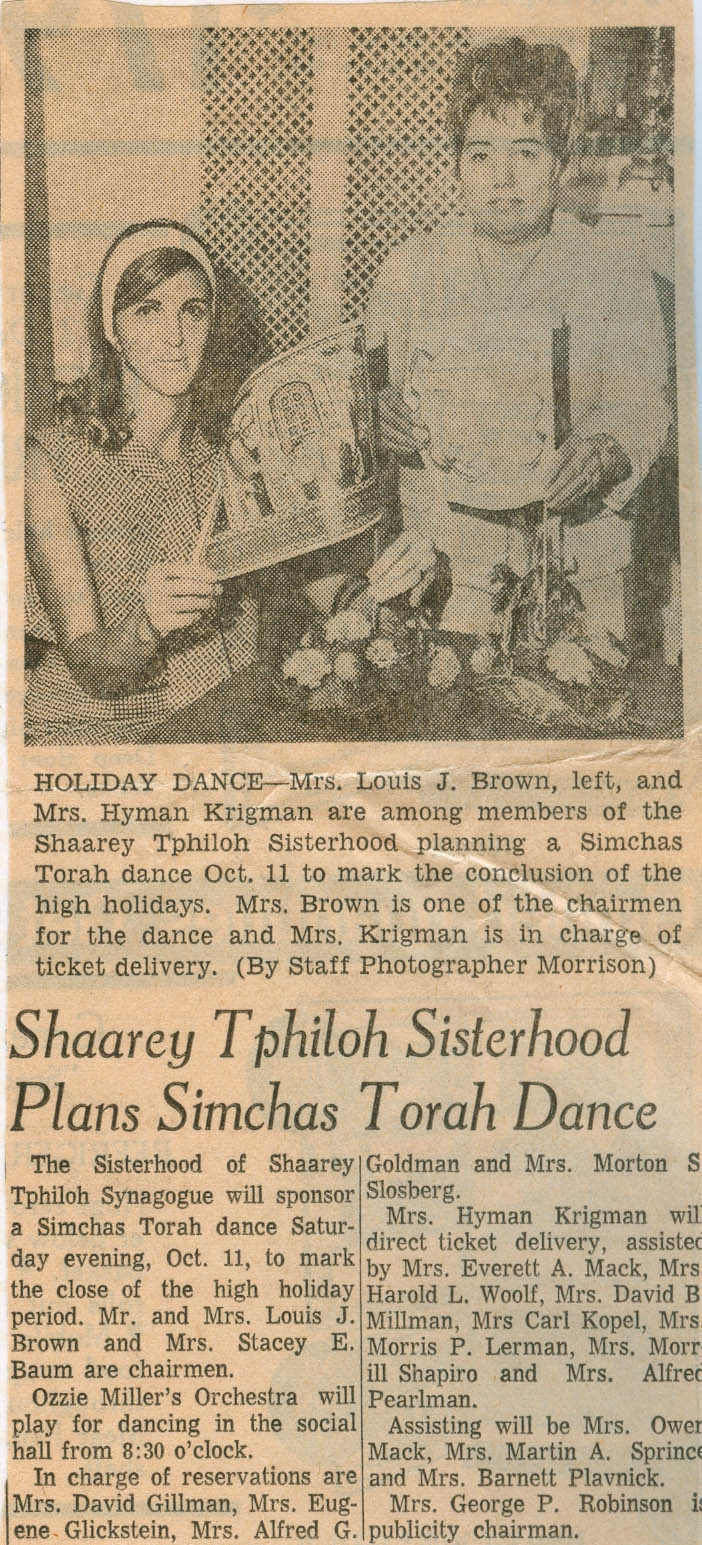 HOLIDAY DANCE—Mrs. Louis J. Brown, left, and
Mrs. Hyman Krigman are among members of the
Shaarey Tphiloh Sisterhood planning a Simchas
Torah dance Oct. 11 to mark the conclusion of the
high holidays. Mrs. Brown is one of the chairmen
for the dance and Mrs. Krigman is in charge of
ticket delivery. (By Staff Photographer Morrison)
Shaarey Tphiloh Sisterhood
Plans Simchas Torah Dance
The Sisterhood of Shaarey
Tphiloh Synagogue will sponsor
a Simchas Torah dance Satur-
day evening, Oct. 11, to mark
the close of the high holiday
period. Mr. and Mrs. Louis J.
Brown and Mrs. Stacey E.
Baum are chairmen.
Ozzie Miller's Orchestra will
play for dancing in the social
hall from 8:30 o'clock.
In charge of reservations are
Mrs. David Gillman, Mrs. Eug-
ene Glickstein, Mrs. Alfred G.
Goldman and Mrs. Morton S
Slosberg.
Mrs. Hyman Krigman wil
direct ticket delivery, assisted
by Mrs. Everett A. Mack, Mrs
Harold L. Woolf, Mrs. David B
Millman, Mrs Carl Kopel, Mrs.
Morris P. Lerman, Mrs. Morr-
ill Shapiro and Mrs. Alfred
Pearlman.
Assisting will be Mrs. Owen
Mack, Mrs. Martin A. Sprince
and Mrs. Barnett Plavnick.
Mrs. George P. Robinson is
publicity chairman.